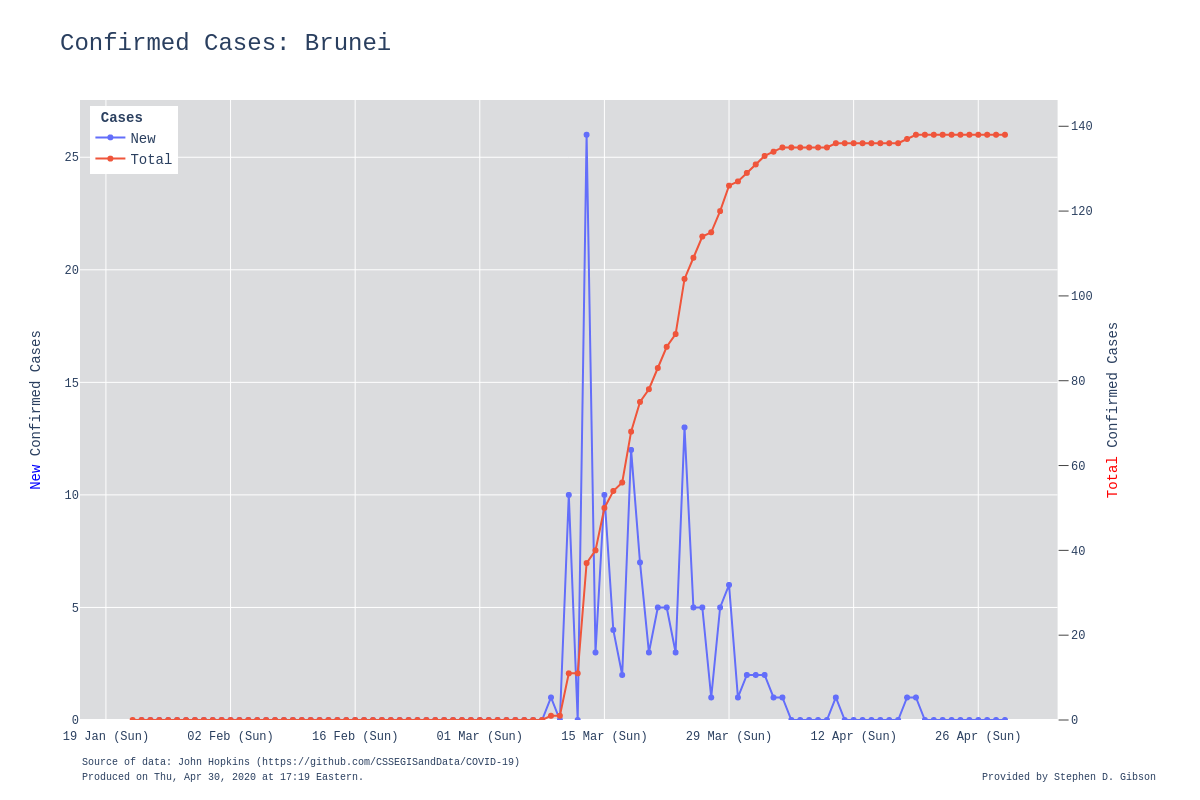 Confirmed Cases: Brunei
Cases
New
Total
25
20
15
10
5
0
New Confirmed Cases
140
120
100
80
60
40
20
0
Total Confirmed Cases
19 Jan (Sun)
02 Feb (Sun)
16 Feb (Sun)
01 Mar (Sun)
15 Mar (Sun)
29 Mar (Sun)
12 Apr (Sun)
26 Apr (Sun)
Source of data: John Hopkins (https://github.com/CSSEGISandData/COVID-19)
Produced on Thu, Apr 30, 2020 at 17:19 Eastern.
Provided by Stephen D. Gibson